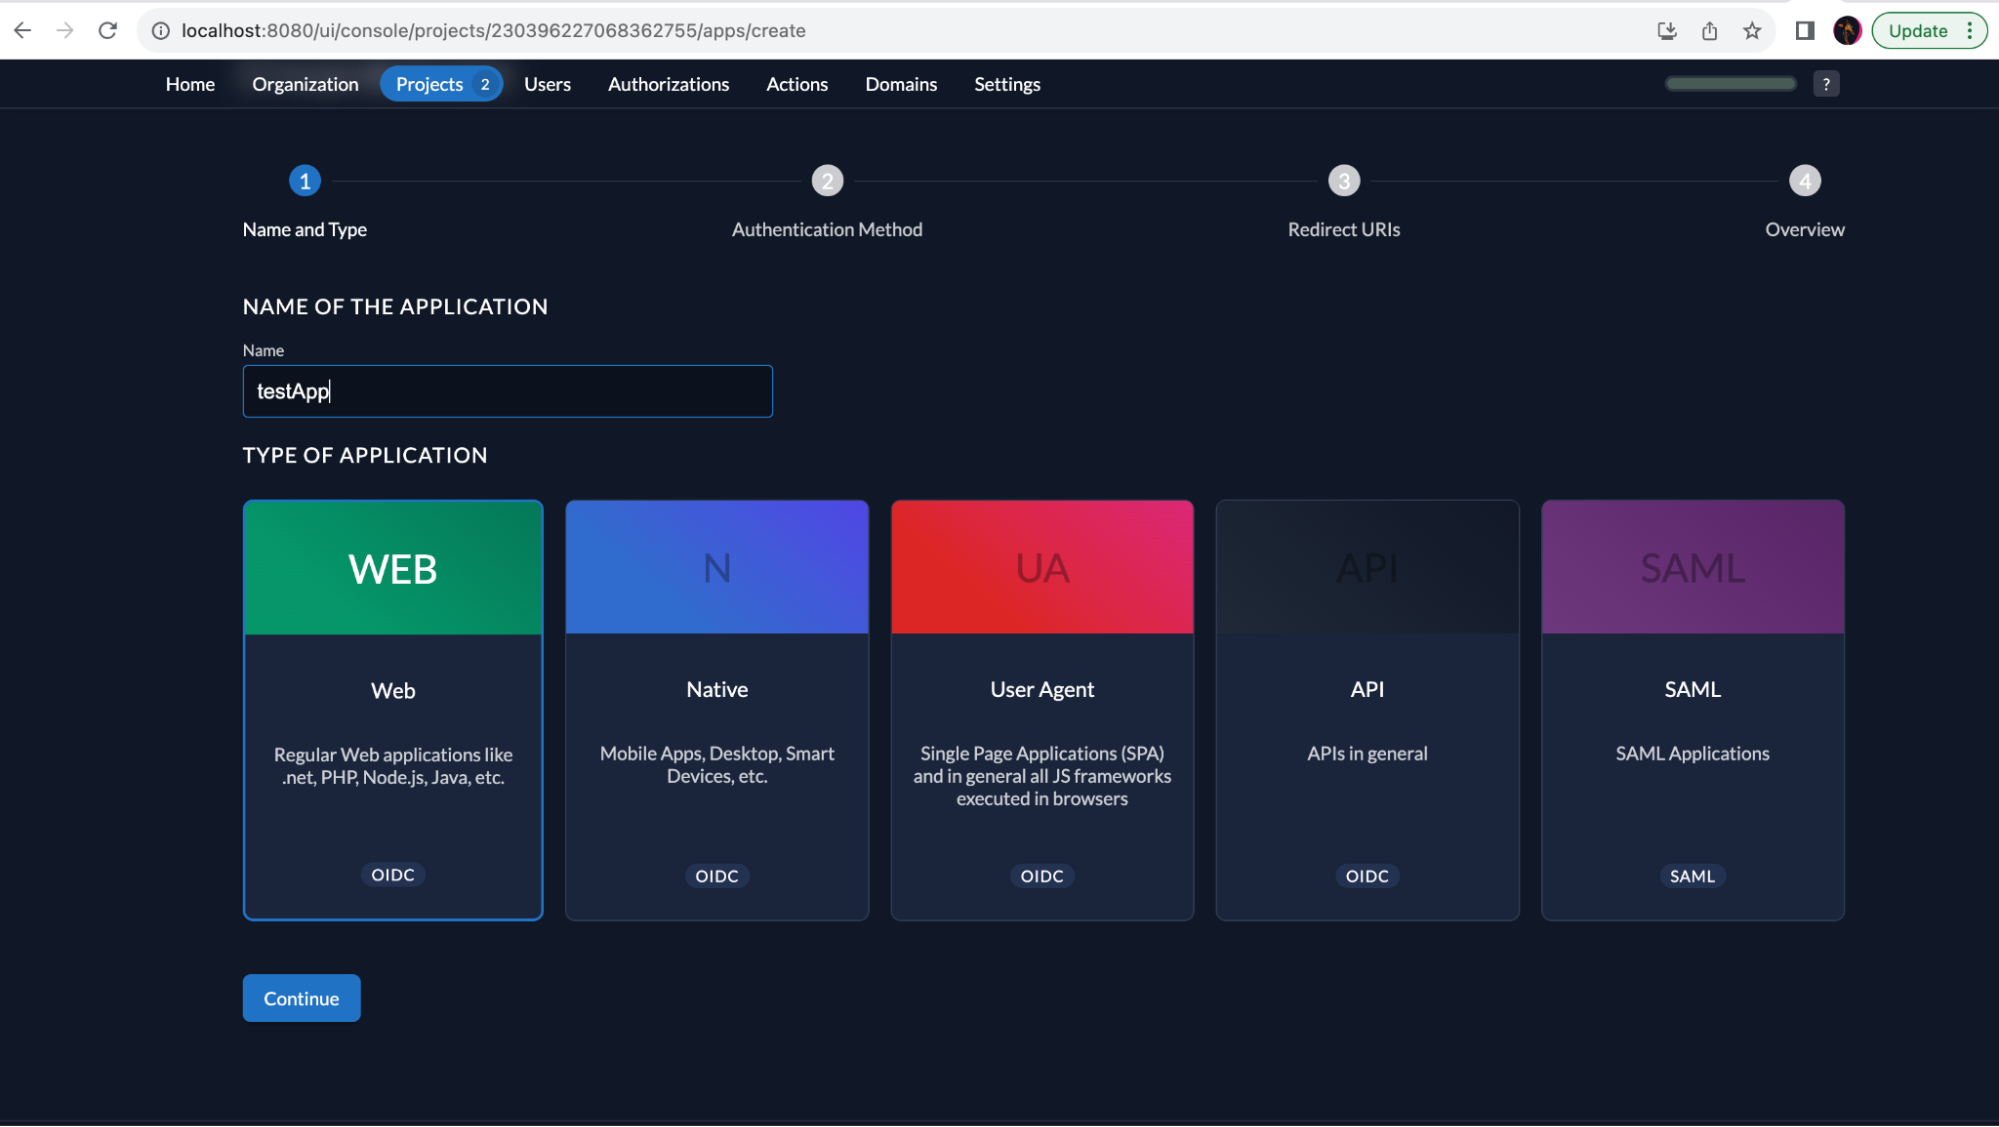 localhost:8080/ui/console/projects/230396227068362755/apps/create
Update
Home Organization Projects 2 Users Authorizations Actions Domains Settings ?
1 2 3 4
Name and Type Authentication Method Redirect URIs Overview
NAME OF THE APPLICATION
Name
testApp
TYPE OF APPLICATION
WEB
Web
Regular Web applications like
.net, PHP, Node.js, Java, etc.
OIDC
N
Native
Mobile Apps, Desktop, Smart
Devices, etc.
OIDC
UA
User Agent
Single Page Applications (SPA)
and in general all JS frameworks
executed in browsers
OIDC
API
API
APIs in general
OIDC
SAML
SAML
SAML Applications
SAML
Continue